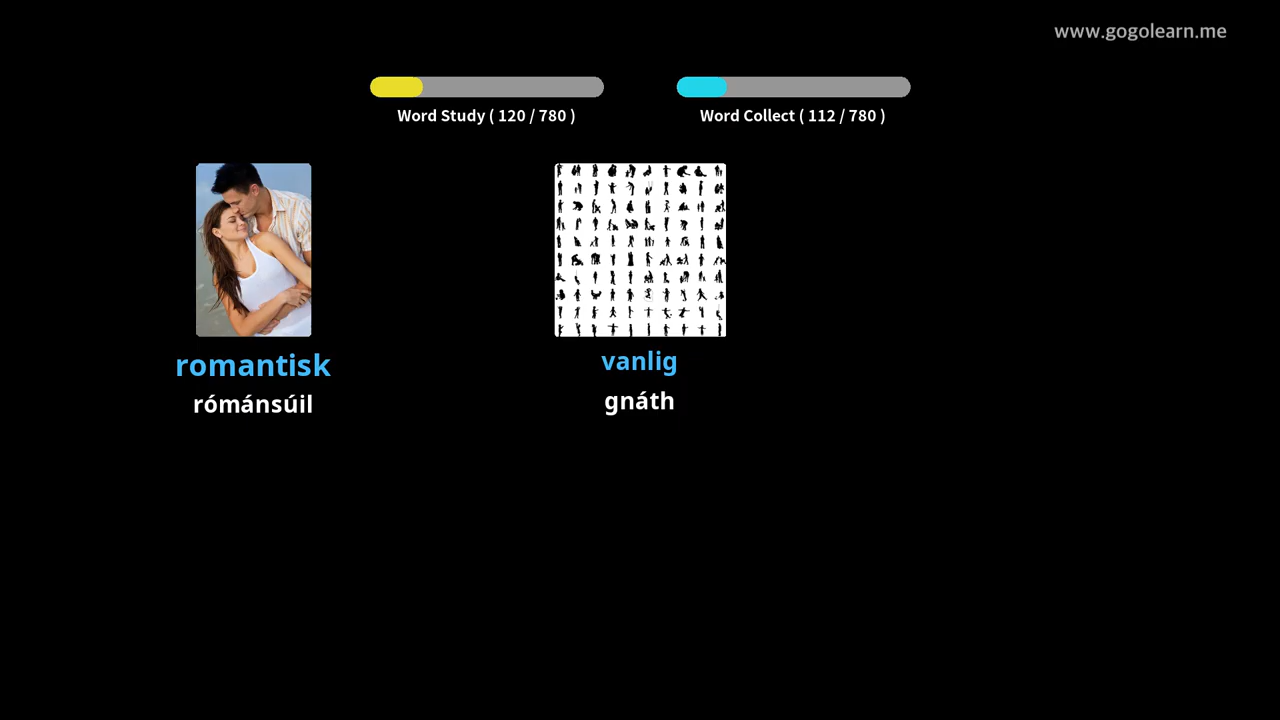 www.gogolearn.me
Word Study ( 120 / 780 )
Word Collect ( 112 / 780 )
romantisk
rómánsúil
vanlig
gnáth